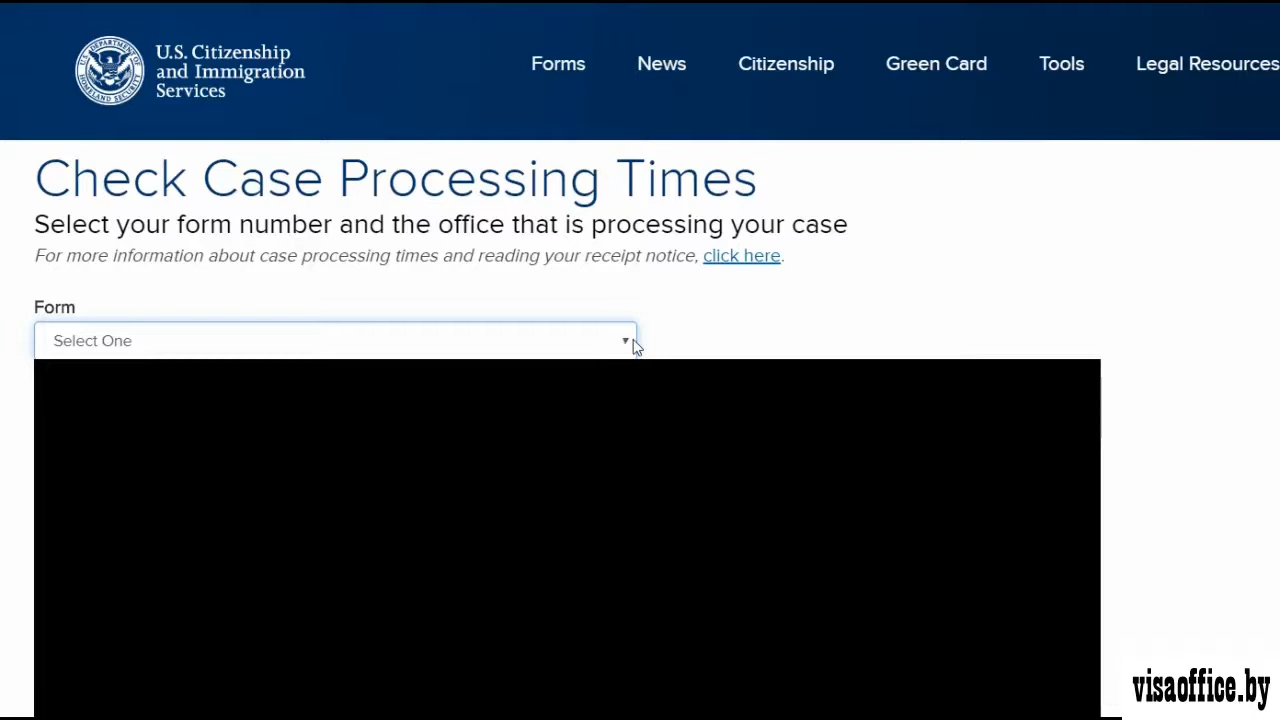 U.S. Citizenship
and Immigration
Services
Forms
News
Citizenship
Green Card
Tools
Legal Resources
Check Case Processing Times
Select your form number and the office that is processing your case
For more information about case processing times and reading your receipt notice, click here.
Form
Select One
visaoffice.by